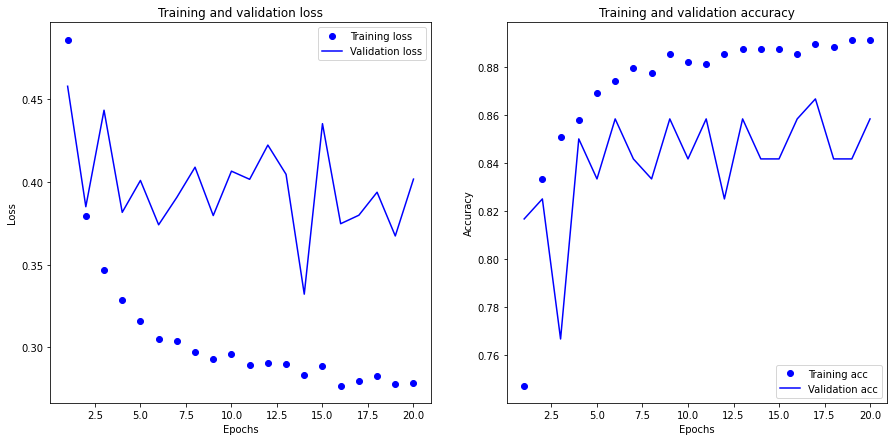 Training and validation loss
Training loss
Validation loss
0.45
0.40
0.35
0.30
Loss
2.5 5.0 7.5 10.0 12.5 15.0 17.5 20.0
Epochs
Training and validation accuracy
0.88
0.86
0.84
0.82
0.80
0.78
0.76
Accuracy
Training acc
Validation acc
2.5 5.0 7.5 10.0 12.5 15.0 17.5 20.0
Epochs